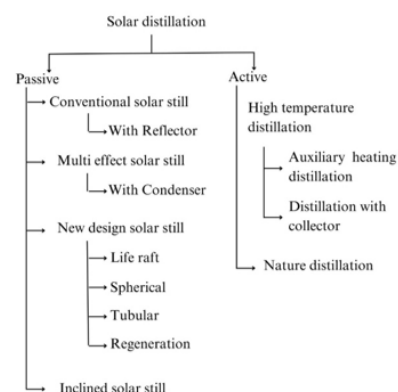 Solar distillation
Passive
Active
Conventional solar still
With Reflector
Multi effect solar still
With Condenser
New design solar still
Life raft
Spherical
Tubular
Regeneration
Inclined solar still
High temperature
distillation
Auxiliary heating
distillation
Distillation with
collector
Nature distillation